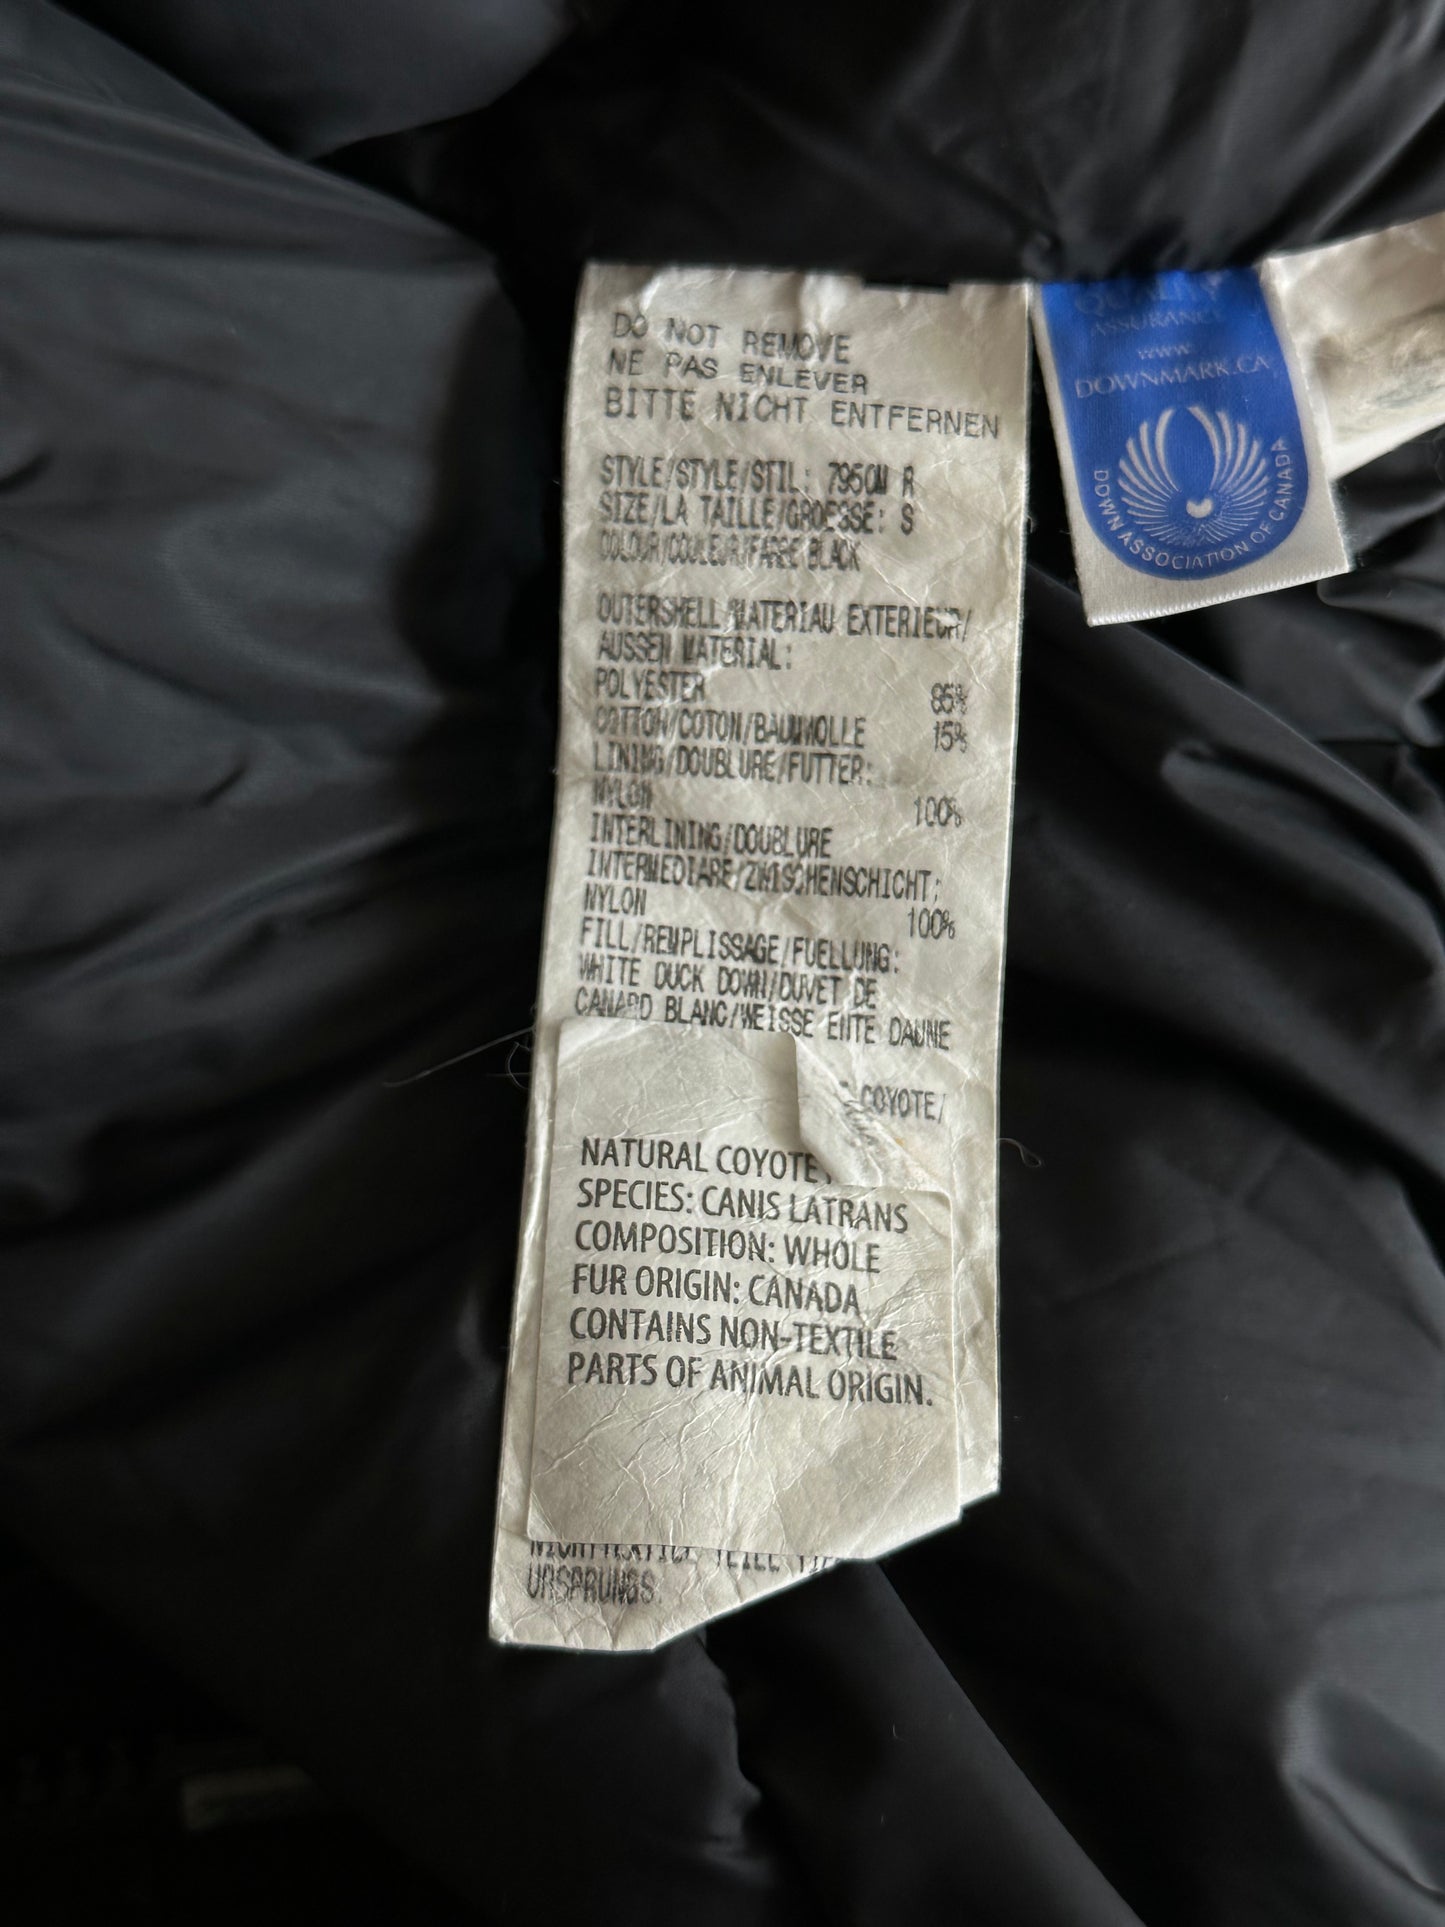 DO NOT REMOVE
NE PAS ENLEVER
BITTE NICHT ENTFERNEN
STYLE/STYLE/STIL: 7950M R
SIZE/LA TAILLE/GROESSE: S
COLOUR/COULEUR/FARBE BLACK
OUTERSHELL/MATERIAU EXTERIEUR/
AUSSEN MATERIAL:
POLYESTER 85%
COTTON/COTON/BAUMWOLLE 15%
LINING/DOUBLURE/FUTTER:
NYLON 100%
INTERLINING/DOUBLURE
INTERMEDIARE/ZWISCHENSCHICHT:
NYLON 100%
FILL/REMPLISSAGE/FUELLUNG:
WHITE DUCK DOWN/DUVET DE
CANARD BLANC/WEISSE ENTE DAUNE
COYOTE/
NATURAL COYOTE,
SPECIES: CANIS LATRANS
COMPOSITION: WHOLE
FUR ORIGIN: CANADA
CONTAINS NON-TEXTILE
PARTS OF ANIMAL ORIGIN.
URSPRUNGS.
QUALITY
ASSURANCE
www.
DOWNMARK.CA
DOWN ASSOCIATION OF CANADA